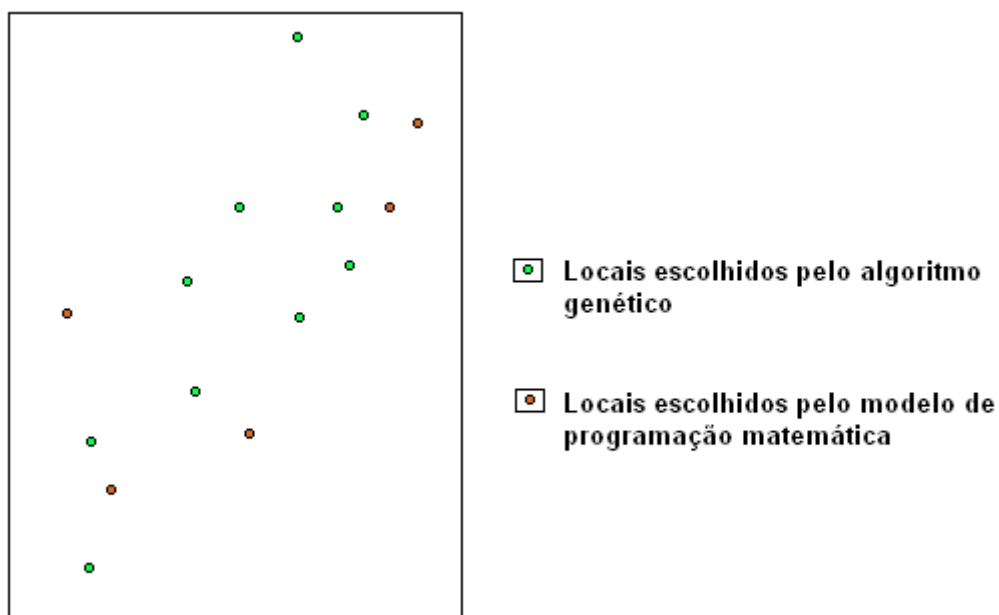 Locais escolhidos pelo algoritmo
genético
Locais escolhidos pelo modelo de
programação matemática